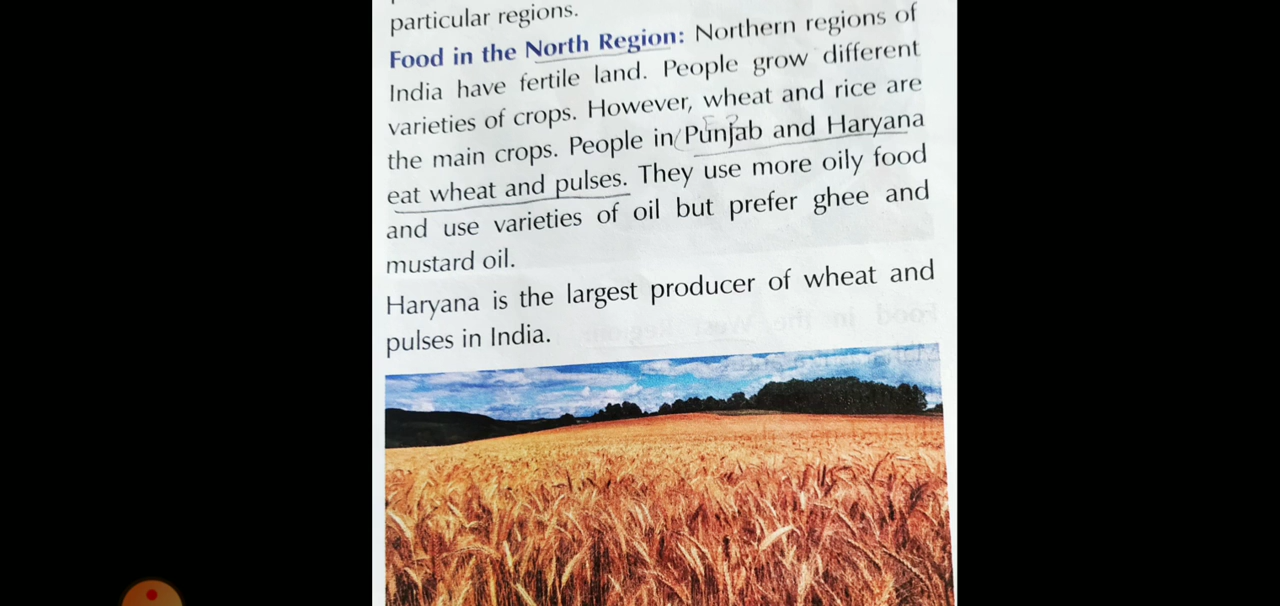 particular regions.
Food in the North Region: Northern regions of
India have fertile land. People grow different
varieties of crops. However, wheat and rice are
the main crops. People in Punjab and Haryana
eat wheat and pulses. They use more oily food
and use varieties of oil but prefer ghee and
mustard oil.
Haryana is the largest producer of wheat and
pulses in India.